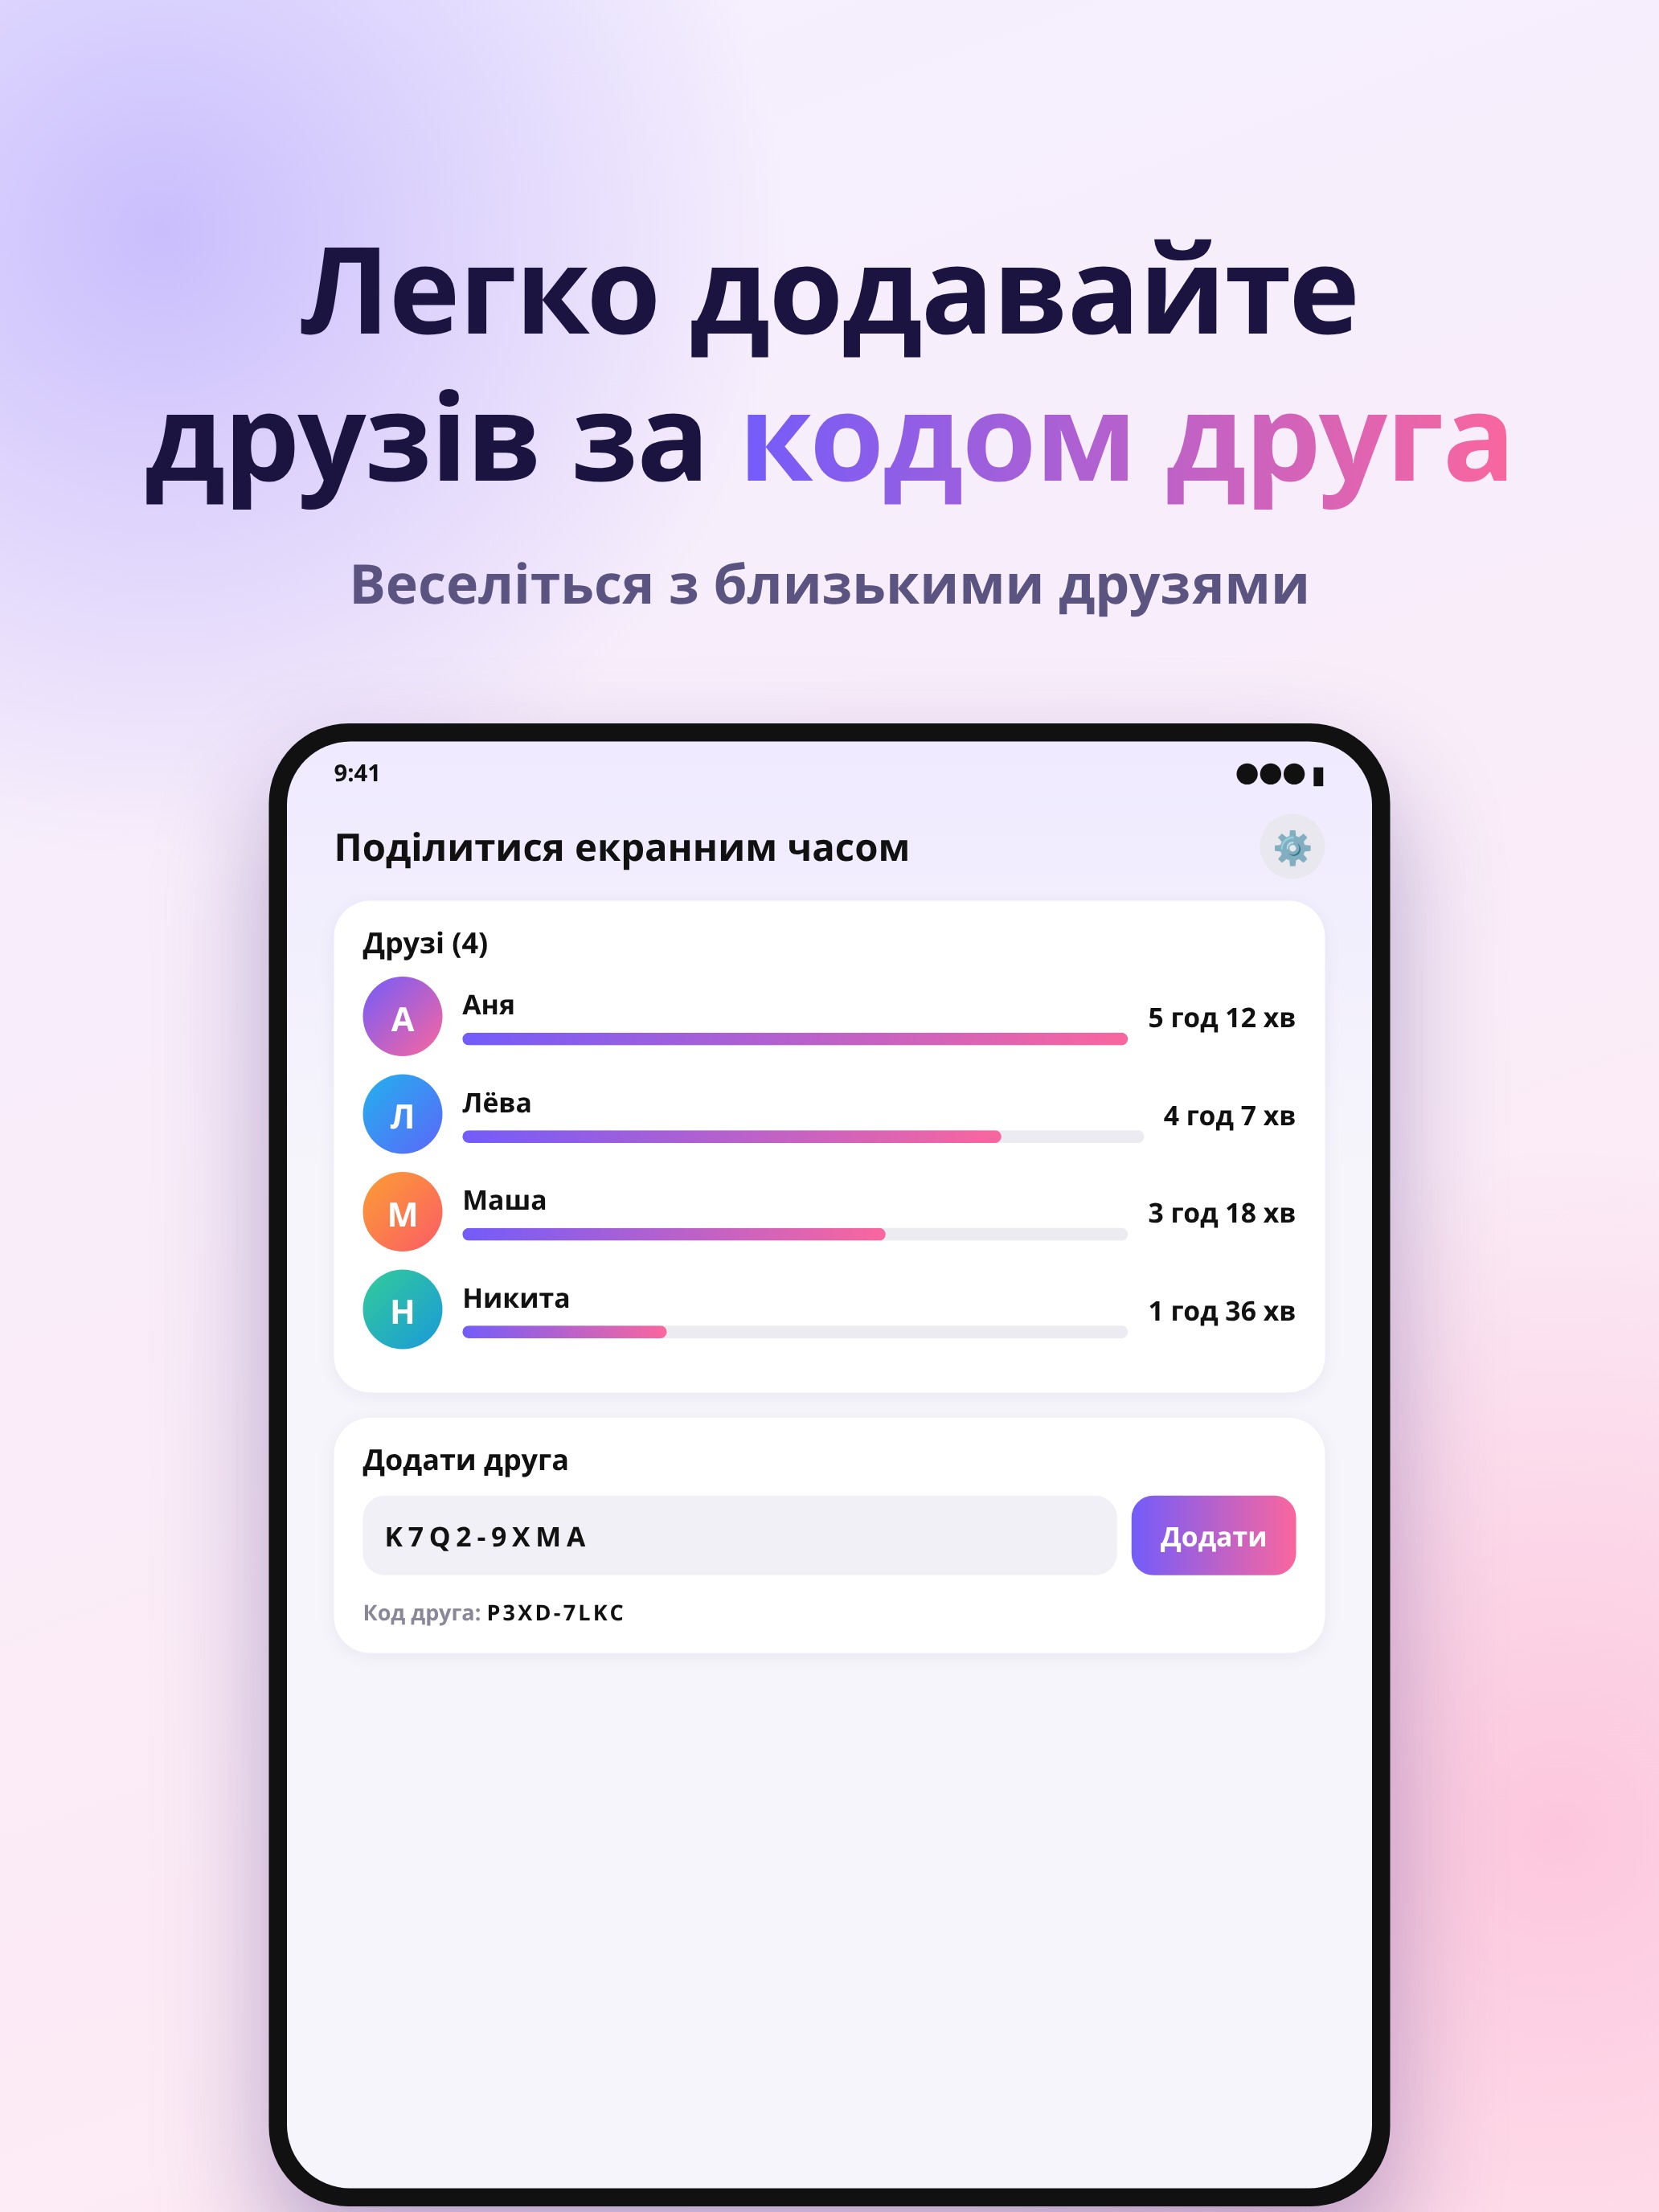 Легко додавайте
друзів за кодом друга
Веселіться з близькими друзями
9:41
Поділитися екранним часом
Друзі (4)
А
Аня
5 год 12 хв
Л
Лёва
4 год 7 хв
М
Маша
3 год 18 хв
Н
Никита
1 год 36 хв
Додати друга
K7Q2-9XMA
Додати
Код друга: P3XD-7LKC